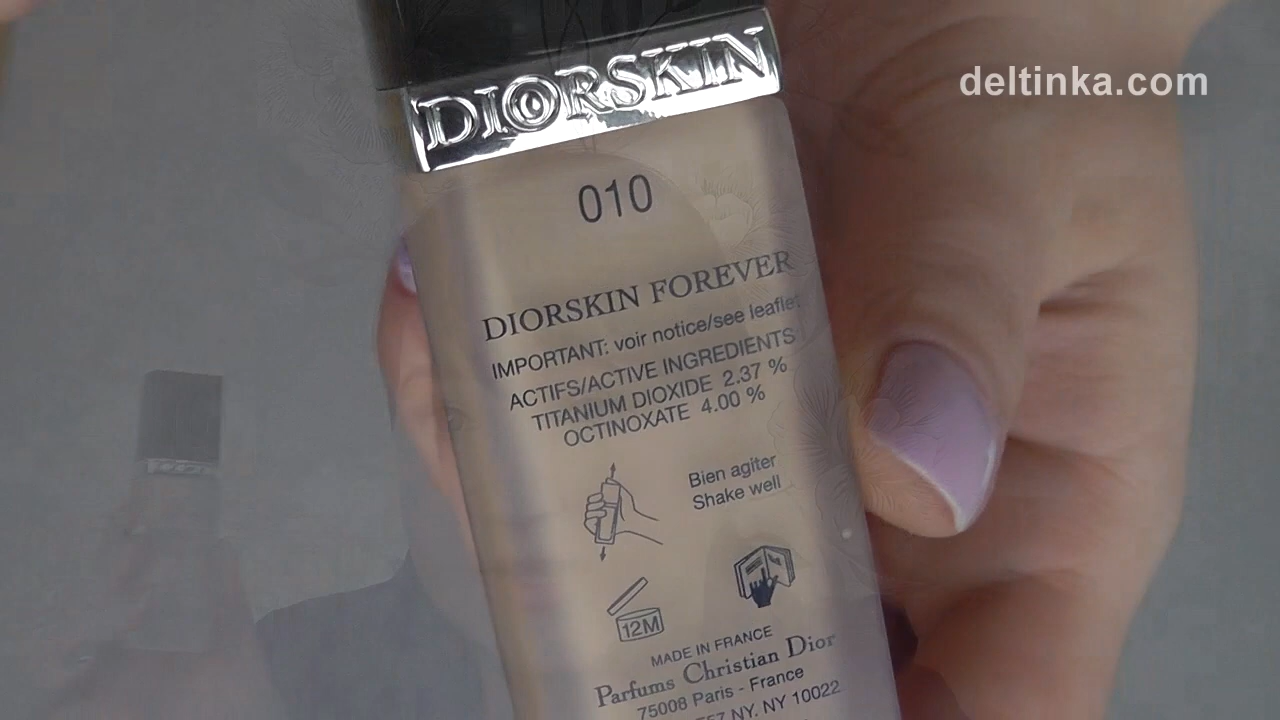 deltinka.com
DIORSKIN
010
DIORSKIN FOREVER
IMPORTANT: voir notice/see leaflet
ACTIFS/ACTIVE INGREDIENTS
TITANIUM DIOXIDE 2.37 %
OCTINOXATE 4.00 %
Bien agiter
Shake well
12M
MADE IN FRANCE
Parfums Christian Dior
75008 Paris - France
NY. NY 10022